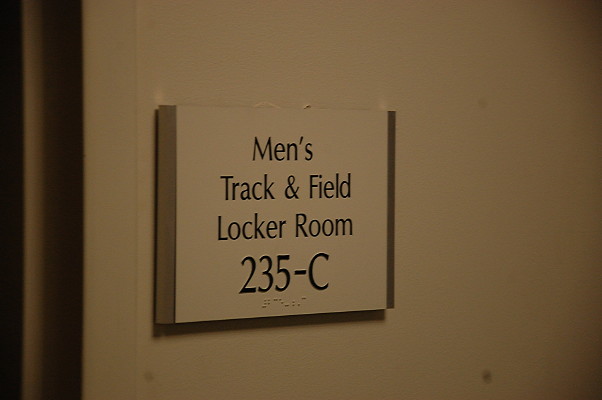 Men's
Track & Field
Locker Room
235-C